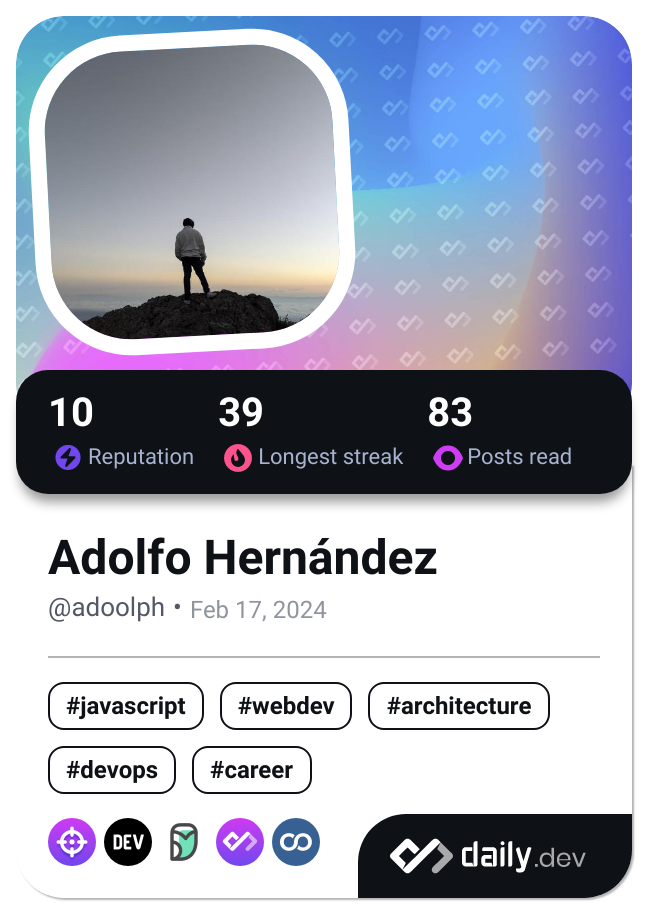 10 39 83
Reputation Longest streak Posts read
Adolfo Hernández
@adoolph • Feb 17, 2024
#javascript #webdev #architecture
#devops #career
DEV
daily.dev